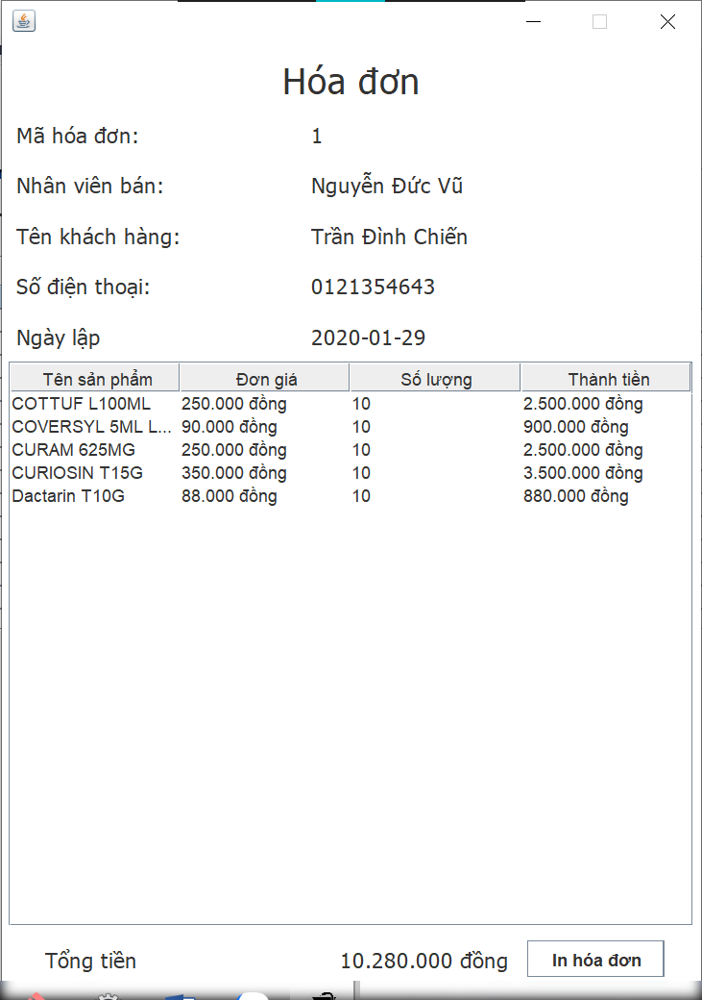 Hóa đơn
Mã hóa đơn: 1
Nhân viên bán: Nguyễn Đức Vũ
Tên khách hàng: Trần Đình Chiến
Số điện thoại: 0121354643
Ngày lập 2020-01-29
Tên sản phẩm Đơn giá Số lượng Thành tiền
COTTUF L100ML 250.000 đồng 10 2.500.000 đồng
COVERSYL 5ML L... 90.000 đồng 10 900.000 đồng
CURAM 625MG 250.000 đồng 10 2.500.000 đồng
CURIOSIN T15G 350.000 đồng 10 3.500.000 đồng
Dactarin T10G 88.000 đồng 10 880.000 đồng
Tổng tiền 10.280.000 đồng In hóa đơn